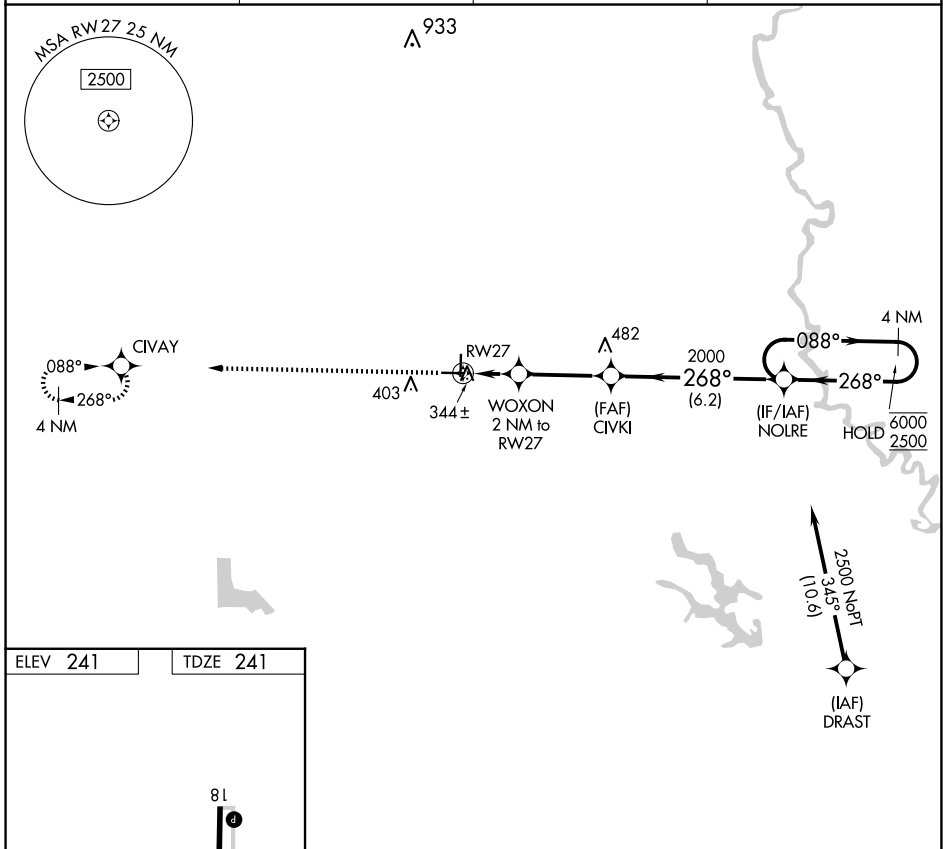 MSA RW27 25 NM
2500
933
CIVAY
088°
268°
4 NM
403
344±
RW27
WOXON
2 NM to
RW27
482
(FAF)
CIVKI
2000
268°
(6.2)
(IF/IAF)
NOLRE
088°
268°
4 NM
HOLD
6000
2500
2500 NoPT
345°
(10.6)
(IAF)
DRAST
ELEV 241
TDZE 241
18
P